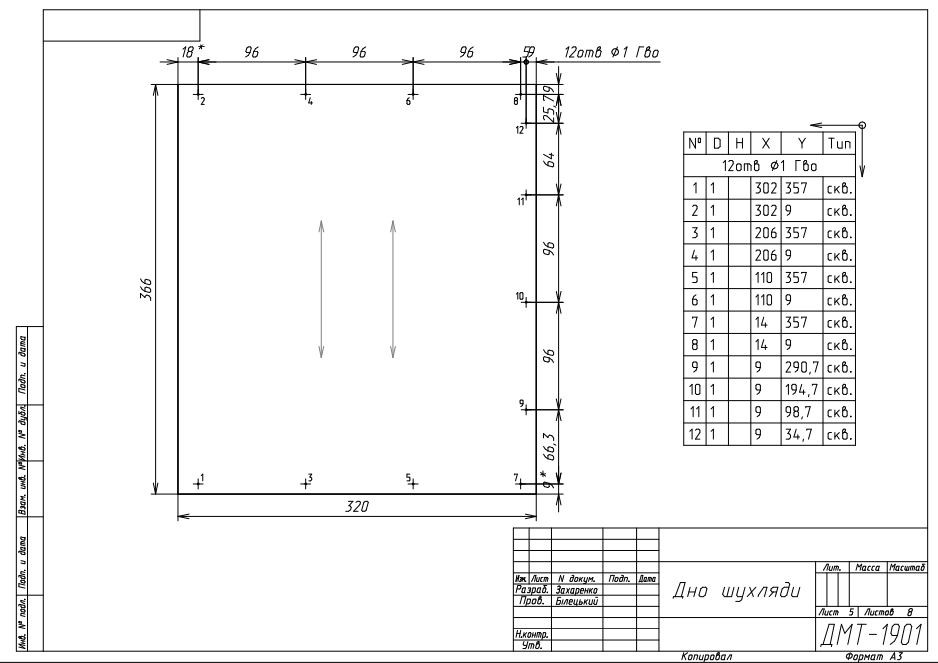 18 * 96 96 96 5 9 12отв ϕ1 Гво
2 4 6 8
9
25,7
12
64
11
96
366
10
96
9
66,3
1 3 5 7
9 *
320
N° D H X Y Тип
12отв ϕ1 Гво
1 1 302 357 скв.
2 1 302 9 скв.
3 1 206 357 скв.
4 1 206 9 скв.
5 1 110 357 скв.
6 1 110 9 скв.
7 1 14 357 скв.
8 1 14 9 скв.
9 1 9 290,7 скв.
10 1 9 194,7 скв.
11 1 9 98,7 скв.
12 1 9 34,7 скв.
Подп. и дата
Инв. № дубл.
Взам. инв. №
Подп. и дата
Инв. № подл.
Изм. Лист N докум. Подп. Дата
Разраб. Захаренко
Пров. Білецький
Н.контр.
Утв.
Дно шухляди
Лит. Масса Масштаб
Лист 5 Листов 8
ДМТ-1901
Копировал Формат А3